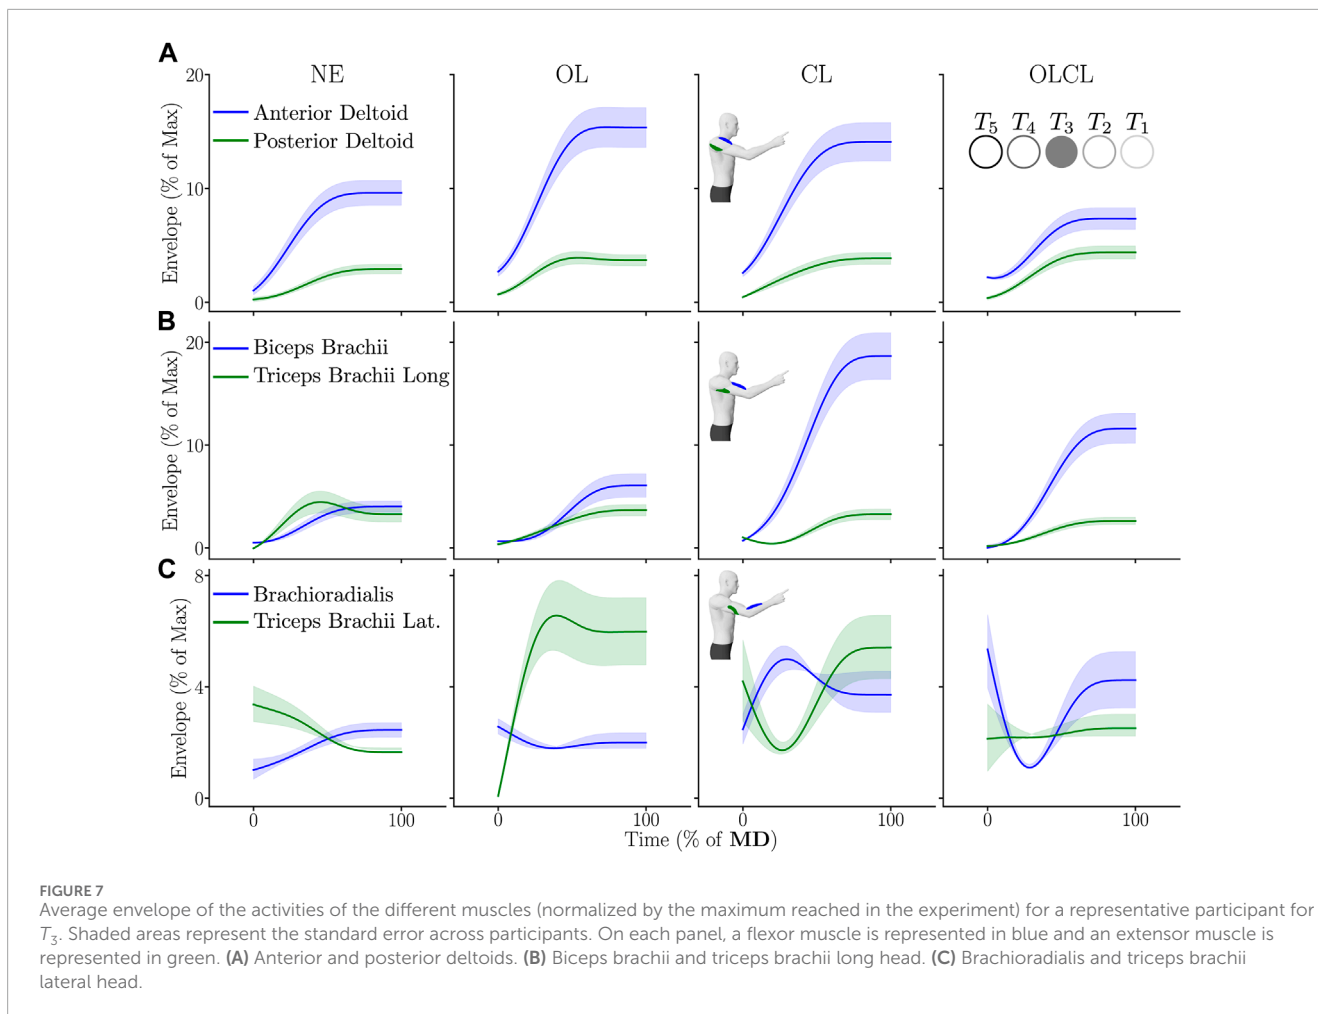 A
NE OL CL OLCL
20
Anterior Deltoid
Posterior Deltoid
T5 T4 T3 T2 T1
10
0
Envelope (% of Max)
B
20
Biceps Brachii
Triceps Brachii Long
10
0
Envelope (% of Max)
C
8
Brachioradialis
Triceps Brachii Lat.
4
0
Envelope (% of Max)
0 100 0 100 0 100 0 100
Time (% of MD)
FIGURE 7
Average envelope of the activities of the different muscles (normalized by the maximum reached in the experiment) for a representative participant for
T3. Shaded areas represent the standard error across participants. On each panel, a flexor muscle is represented in blue and an extensor muscle is
represented in green. (A) Anterior and posterior deltoids. (B) Biceps brachii and triceps brachii long head. (C) Brachioradialis and triceps brachii
lateral head.